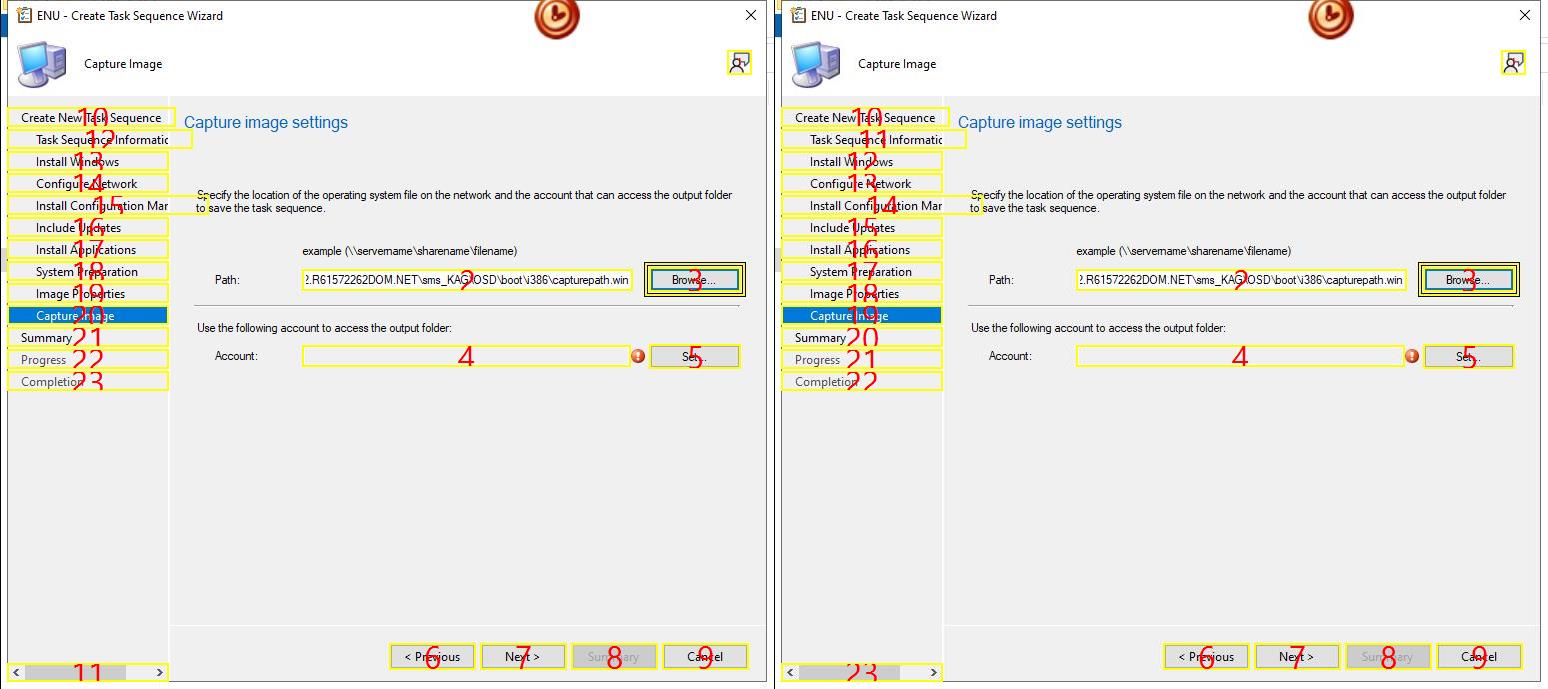 ENU - Create Task Sequence Wizard
Capture Image
10 Create New Task Sequence
12 Task Sequence Informatic
13 Install Windows
14 Configure Network
15 Install Configuration Mar
16 Include Updates
17 Install Applications
18 System Preparation
19 Image Properties
20 Capture Image
21 Summary
22 Progress
23 Completion
11
Capture image settings
Specify the location of the operating system file on the network and the account that can access the output folder
to save the task sequence.
example (\\servername\sharename\filename)
Path: 2.R61572262DOM.NET\sms_KAG\OSD\boot\i386\capturepath.win 2 Browse... 3
Use the following account to access the output folder:
Account: 4 Set... 5
< Previous 6 Next > 7 Summary 8 Cancel 9
ENU - Create Task Sequence Wizard
Capture Image
10 Create New Task Sequence
11 Task Sequence Informatic
12 Install Windows
13 Configure Network
14 Install Configuration Mar
15 Include Updates
16 Install Applications
17 System Preparation
18 Image Properties
19 Capture Image
20 Summary
21 Progress
22 Completion
23
Capture image settings
Specify the location of the operating system file on the network and the account that can access the output folder
to save the task sequence.
example (\\servername\sharename\filename)
Path: 2.R61572262DOM.NET\sms_KAG\OSD\boot\i386\capturepath.win 2 Browse... 3
Use the following account to access the output folder:
Account: 4 Set... 5
< Previous 6 Next > 7 Summary 8 Cancel 9